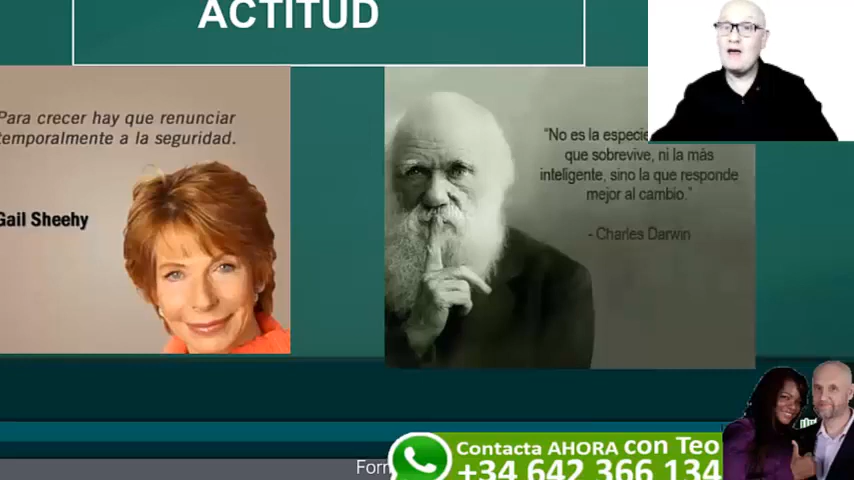 ACTITUD
Para crecer hay que renunciar
temporalmente a la seguridad.
Gail Sheehy
“No es la especie
que sobrevive, ni la más
inteligente, sino la que responde
mejor al cambio.”
- Charles Darwin
Contacta AHORA con Teo
+34 642 366 134